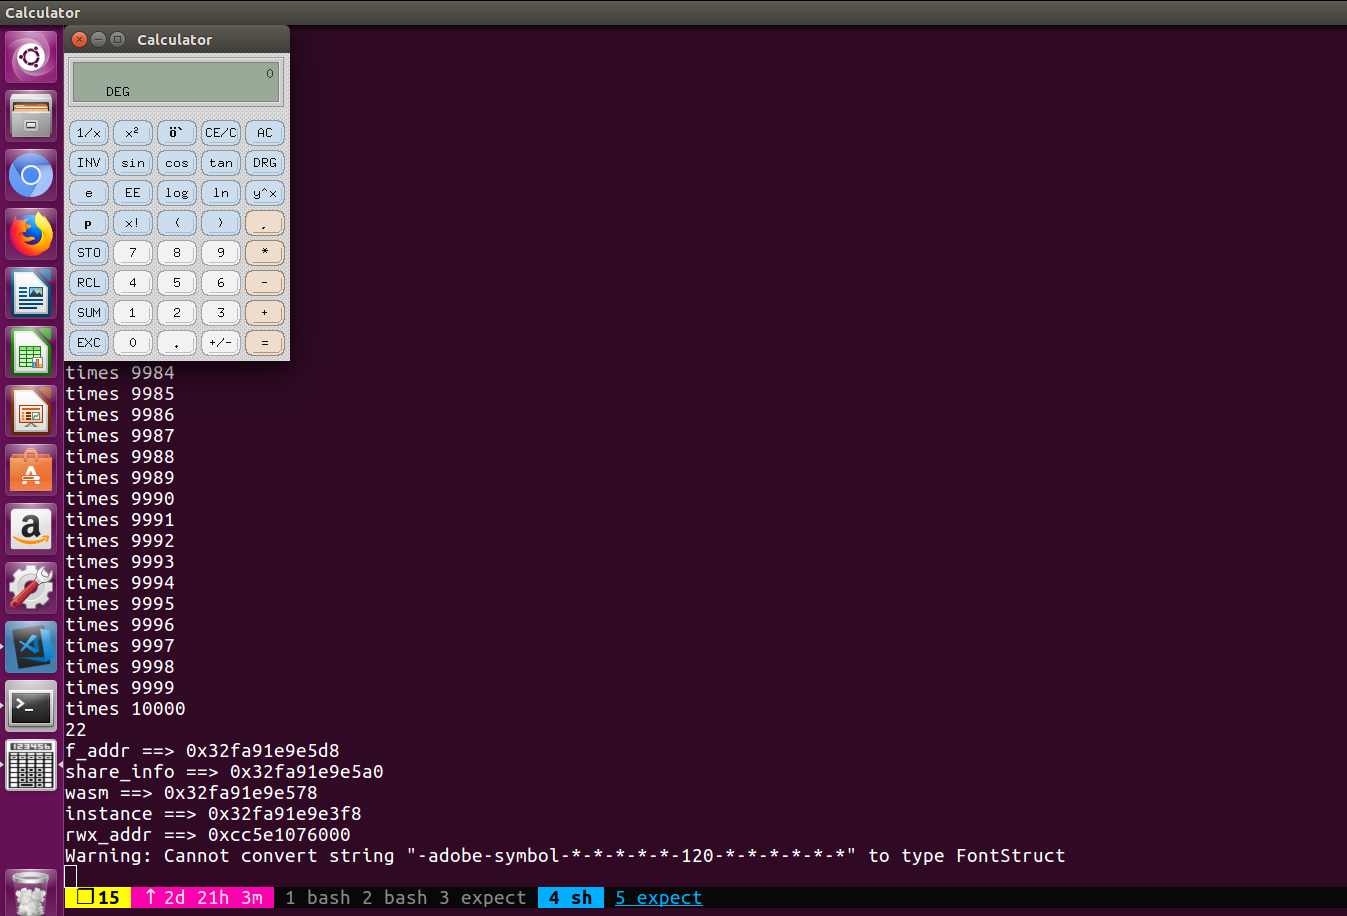 Calculator
Calculator
0
DEG
1/x x² ö` CE/C AC
INV sin cos tan DRG
e EE log ln y^x
p x! ( ) ,
STO 7 8 9 *
RCL 4 5 6 -
SUM 1 2 3 +
EXC 0 . +/- =
times 9984
times 9985
times 9986
times 9987
times 9988
times 9989
times 9990
times 9991
times 9992
times 9993
times 9994
times 9995
times 9996
times 9997
times 9998
times 9999
times 10000
22
f_addr ==> 0x32fa91e9e5d8
share_info ==> 0x32fa91e9e5a0
wasm ==> 0x32fa91e9e578
instance ==> 0x32fa91e9e3f8
rwx_addr ==> 0xcc5e1076000
Warning: Cannot convert string "-adobe-symbol-*-*-*-*-*-120-*-*-*-*-*-*" to type FontStruct
❐ 15 ↑ 2d 21h 3m 1 bash 2 bash 3 expect 4 sh 5 expect
a
123456